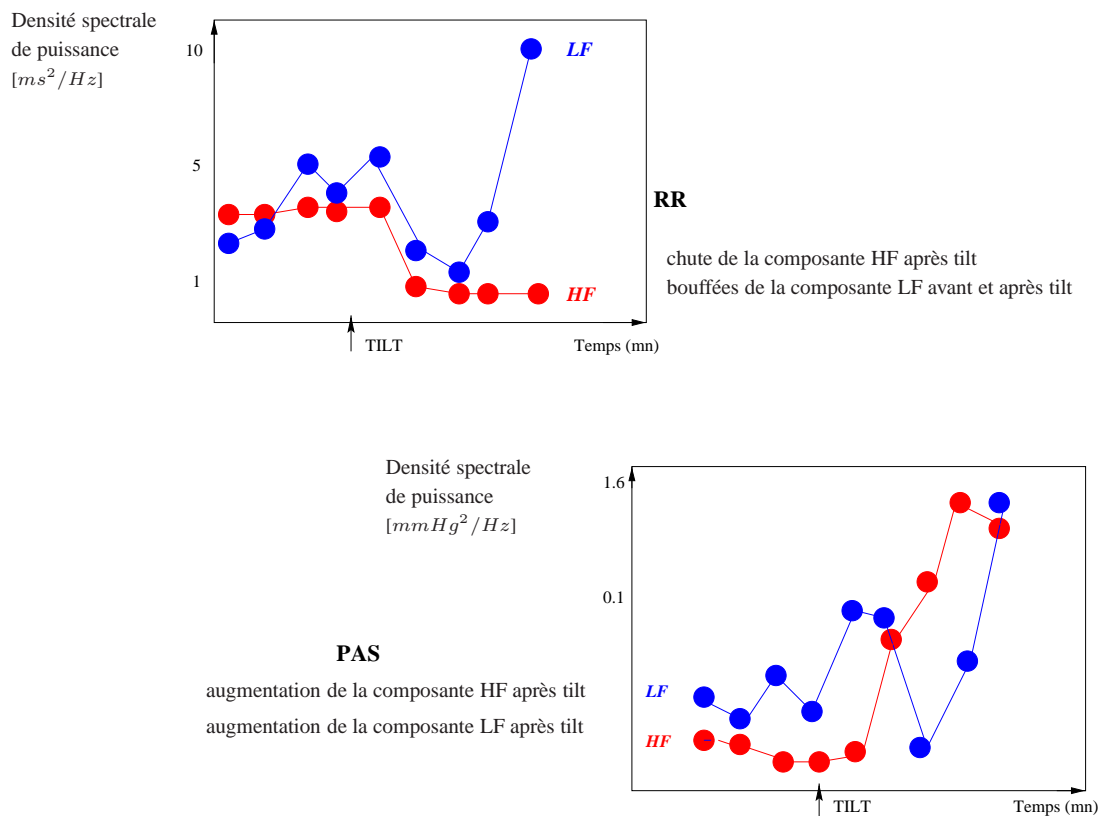 Densité spectrale
de puissance
[ms²/Hz]
10
5
1
LF
HF
TILT
Temps (mn)
RR
chute de la composante HF après tilt
bouffées de la composante LF avant et après tilt
Densité spectrale
de puissance
[mmHg²/Hz]
1.6
0.1
LF
HF
TILT
Temps (mn)
PAS
augmentation de la composante HF après tilt
augmentation de la composante LF après tilt